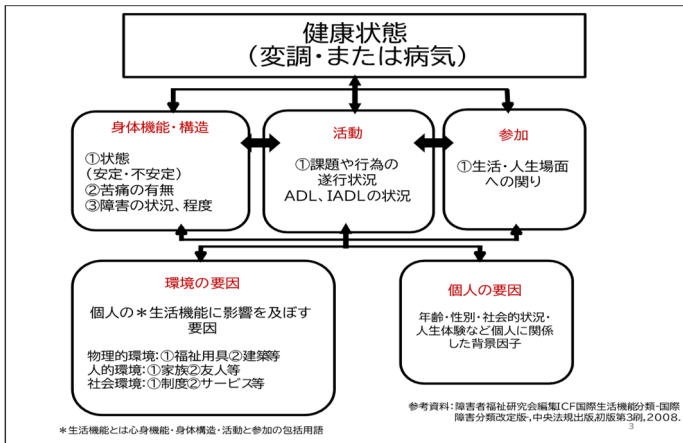 健康状態
（変調・または病気）
身体機能・構造
①状態
（安定・不安定）
②苦痛の有無
③障害の状況、程度
活動
①課題や行為の
遂行状況
ADL、IADLの状況
参加
①生活・人生場面
への関り
環境の要因
個人の＊生活機能に影響を及ぼす
要因
物理的環境：①福祉用具②建築等
人的環境：①家族②友人等
社会環境：①制度②サービス等
個人の要因
年齢・性別・社会的状況・
人生体験など個人に関係
した背景因子
＊生活機能とは心身機能・身体構造・活動と参加の包括用語
参考資料：障害者福祉研究会編集ICF国際生活機能分類-国際
障害分類改定版-,中央法規出版,初版第3刷,2008.
3